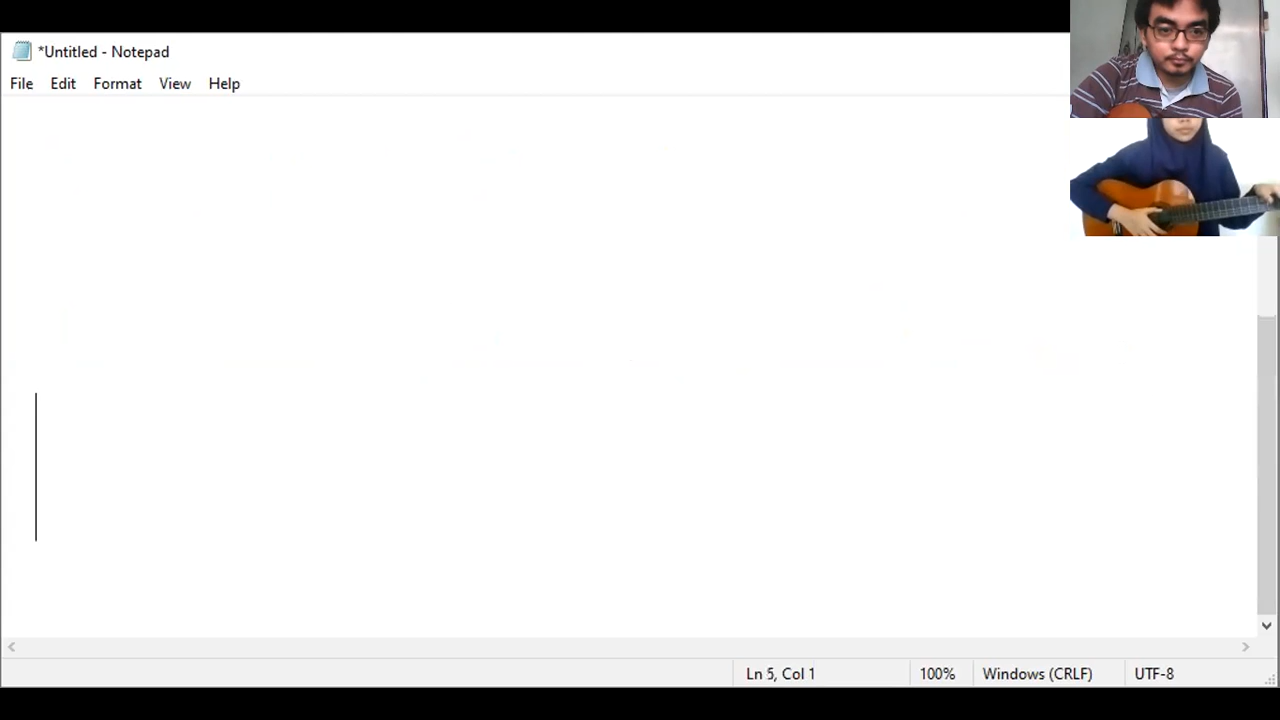 *Untitled - Notepad
File Edit Format View Help
Ln 5, Col 1 100% Windows (CRLF) UTF-8